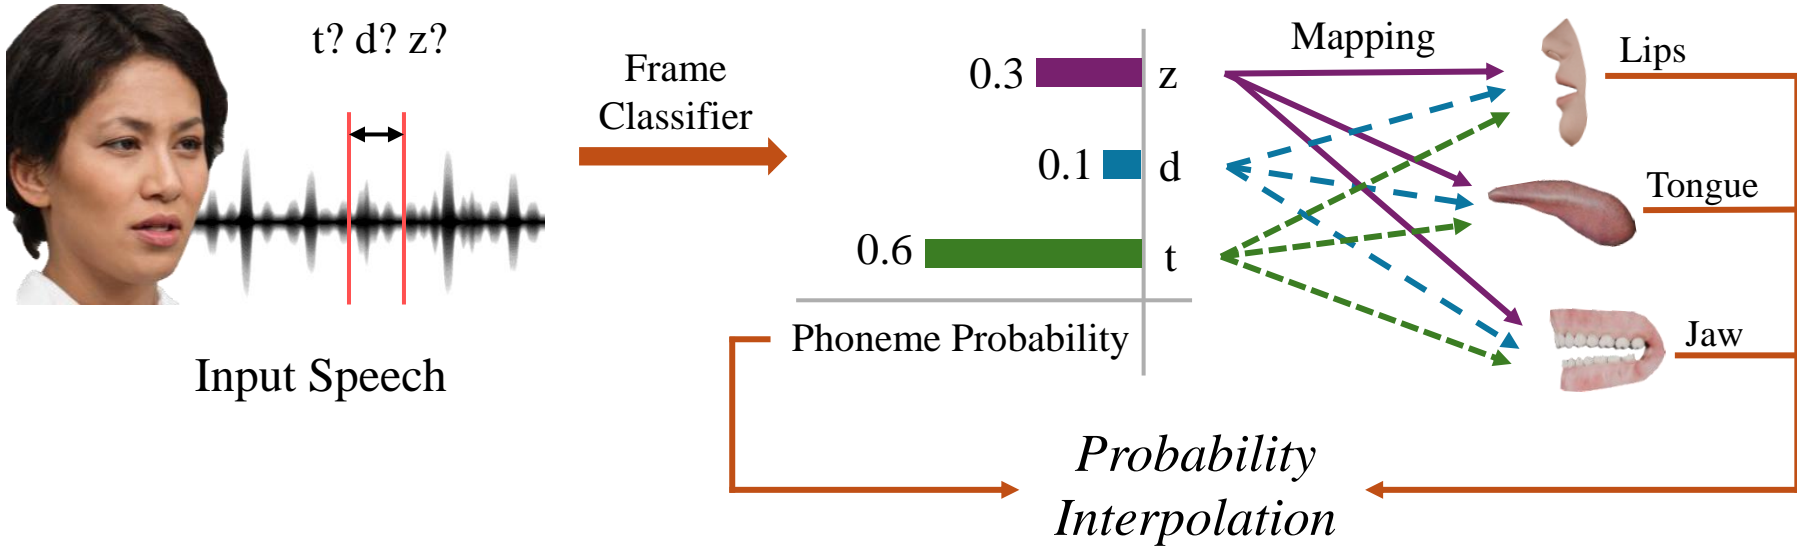 t? d? z?
Input Speech
Frame
Classifier
0.3
z
0.1
d
0.6
t
Phoneme Probability
Mapping
Lips
Tongue
Jaw
Probability
Interpolation